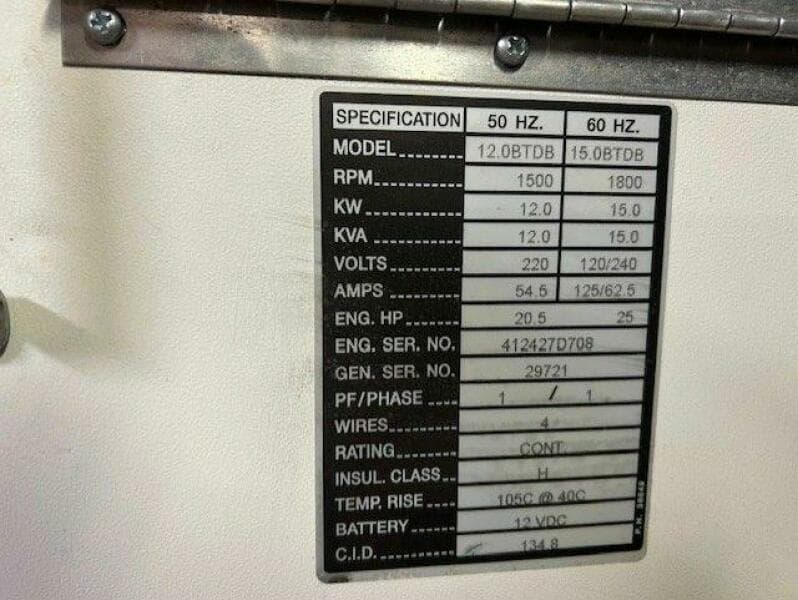 SPECIFICATION 50 HZ. 60 HZ.
MODEL 12.0BTDB 15.0BTDB
RPM 1500 1800
KW 12.0 15.0
KVA 12.0 15.0
VOLTS 220 120/240
AMPS 54.5 125/62.5
ENG. HP 20.5 25
ENG. SER. NO. 412427D708
GEN. SER. NO. 29721
PF/PHASE 1 / 1
WIRES 4
RATING CONT.
INSUL. CLASS H
TEMP. RISE 105C @ 40C
BATTERY 12 VDC
C.I.D. 134.8
P.N.